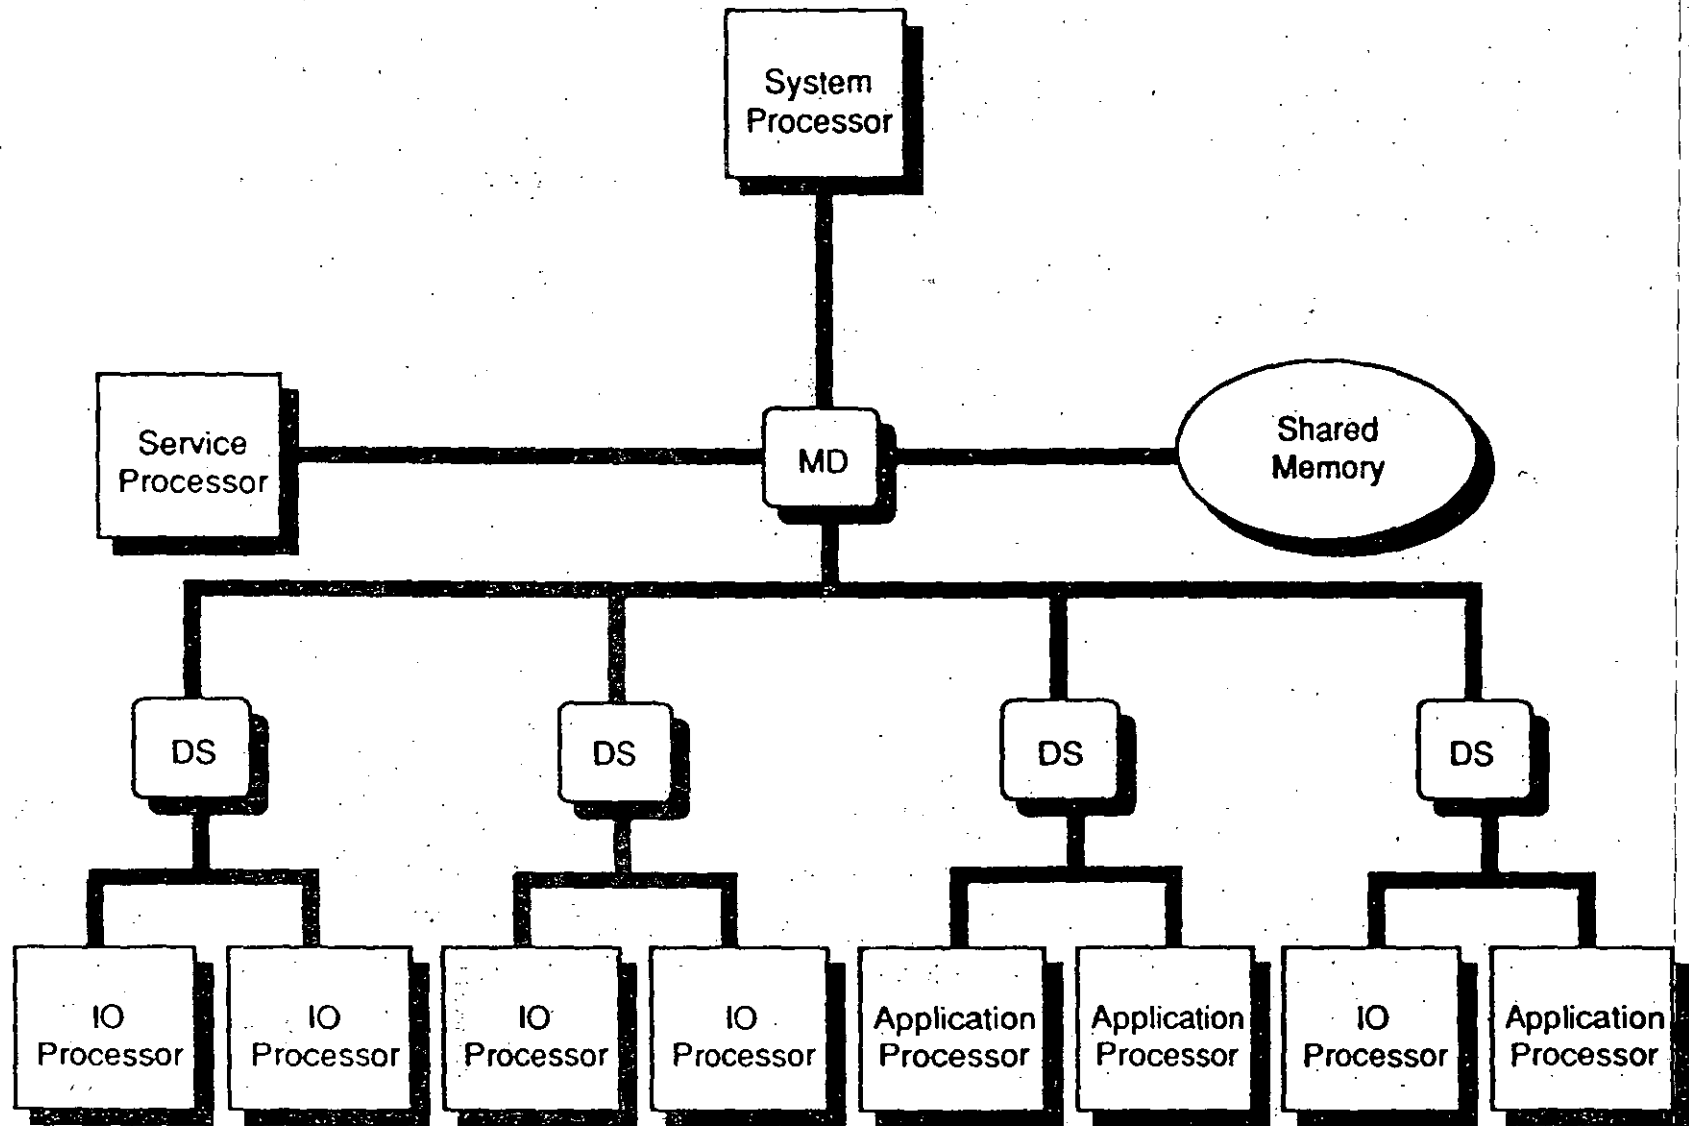 System
Processor
Service
Processor
MD
Shared
Memory
DS
DS
DS
DS
IO
Processor
IO
Processor
IO
Processor
IO
Processor
Application
Processor
Application
Processor
IO
Processor
Application
Processor